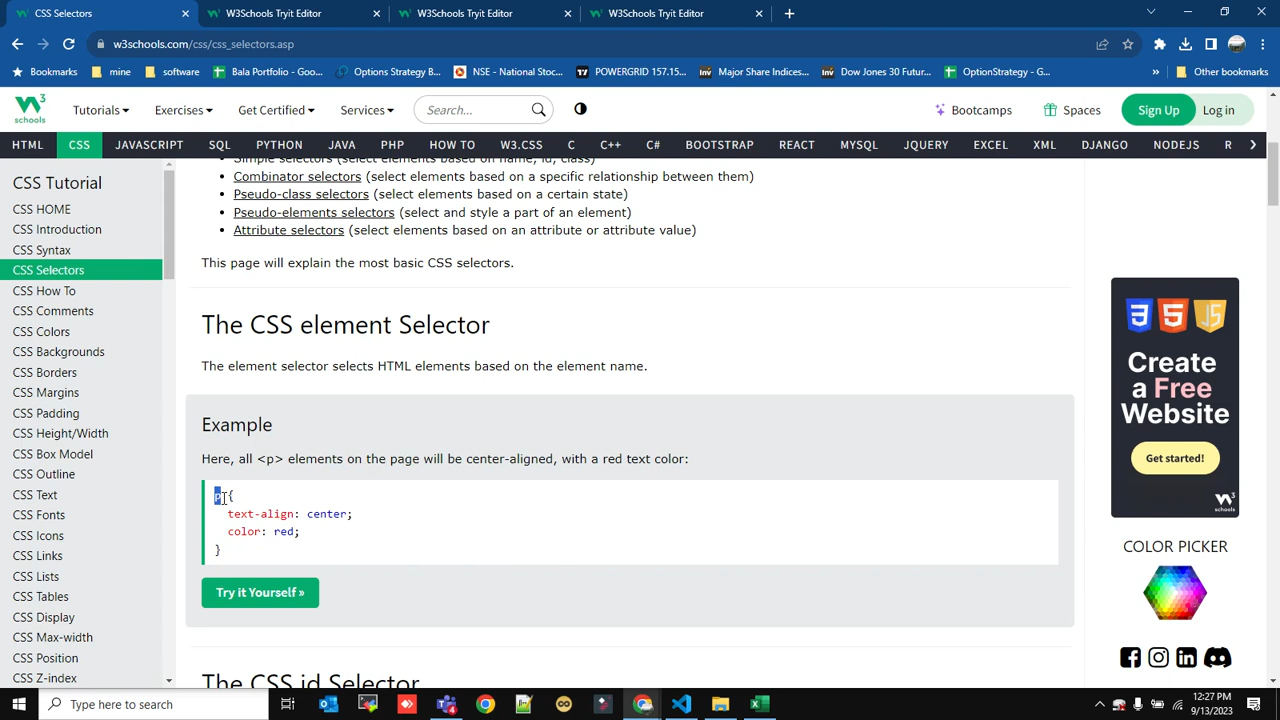 CSS Selectors
W3Schools Tryit Editor
W3Schools Tryit Editor
W3Schools Tryit Editor
w3schools.com/css/css_selectors.asp
Bookmarks
mine
software
Bala Portfolio - Goo...
Options Strategy B...
NSE - National Stoc...
POWERGRID 157.15...
Major Share Indices...
Dow Jones 30 Futur...
OptionStrategy - G...
»
Other bookmarks
schools
Tutorials
Exercises
Get Certified
Services
Search...
Bootcamps
Spaces
Sign Up
Log in
HTML
CSS
JAVASCRIPT
SQL
PYTHON
JAVA
PHP
HOW TO
W3.CSS
C
C++
C#
BOOTSTRAP
REACT
MYSQL
JQUERY
EXCEL
XML
DJANGO
NODEJS
R
CSS Tutorial
CSS HOME
CSS Introduction
CSS Syntax
CSS Selectors
CSS How To
CSS Comments
CSS Colors
CSS Backgrounds
CSS Borders
CSS Margins
CSS Padding
CSS Height/Width
CSS Box Model
CSS Outline
CSS Text
CSS Fonts
CSS Icons
CSS Links
CSS Lists
CSS Tables
CSS Display
CSS Max-width
CSS Position
CSS Z-index
Simple selectors (select elements based on name, id, class)
Combinator selectors (select elements based on a specific relationship between them)
Pseudo-class selectors (select elements based on a certain state)
Pseudo-elements selectors (select and style a part of an element)
Attribute selectors (select elements based on an attribute or attribute value)
This page will explain the most basic CSS selectors.
The CSS element Selector
The element selector selects HTML elements based on the element name.
Example
Here, all <p> elements on the page will be center-aligned, with a red text color:
p {
text-align: center;
color: red;
}
Try it Yourself »
The CSS id Selector
Create
a Free
Website
Get started!
schools
COLOR PICKER
Type here to search
12:27 PM
9/13/2023